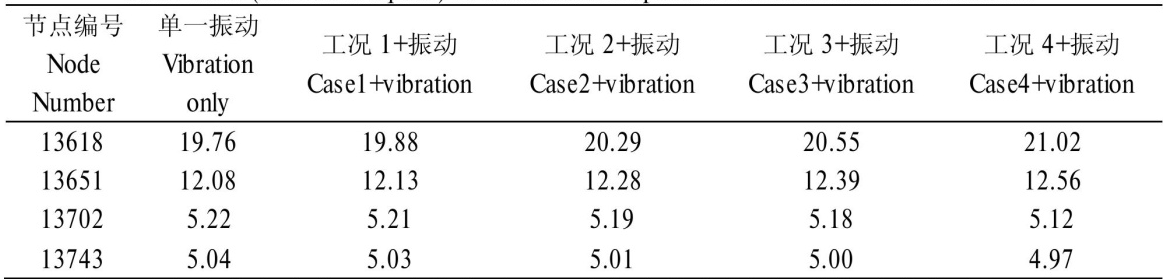 节点编号 单一振动 工况 1+振动 工况 2+振动 工况 3+振动 工况 4+振动
Node Vibration Case1+vibration Case2+vibration Case3+vibration Case4+vibration
Number only
13618 19.76 19.88 20.29 20.55 21.02
13651 12.08 12.13 12.28 12.39 12.56
13702 5.22 5.21 5.19 5.18 5.12
13743 5.04 5.03 5.01 5.00 4.97